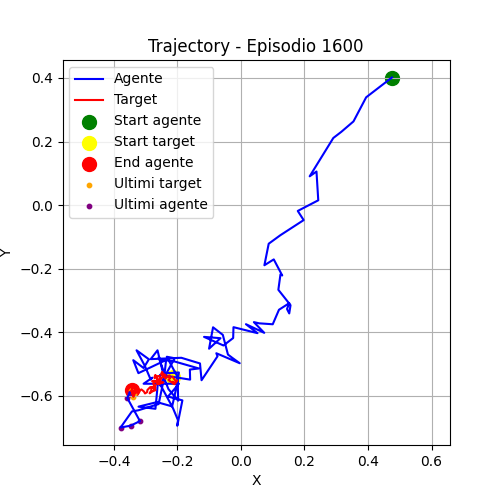 Trajectory - Episodio 1600
Agente
Target
Start agente
Start target
End agente
Ultimi target
Ultimi agente
0.4
0.2
0.0
−0.2
−0.4
−0.6
Y
−0.4 −0.2 0.0 0.2 0.4 0.6
X